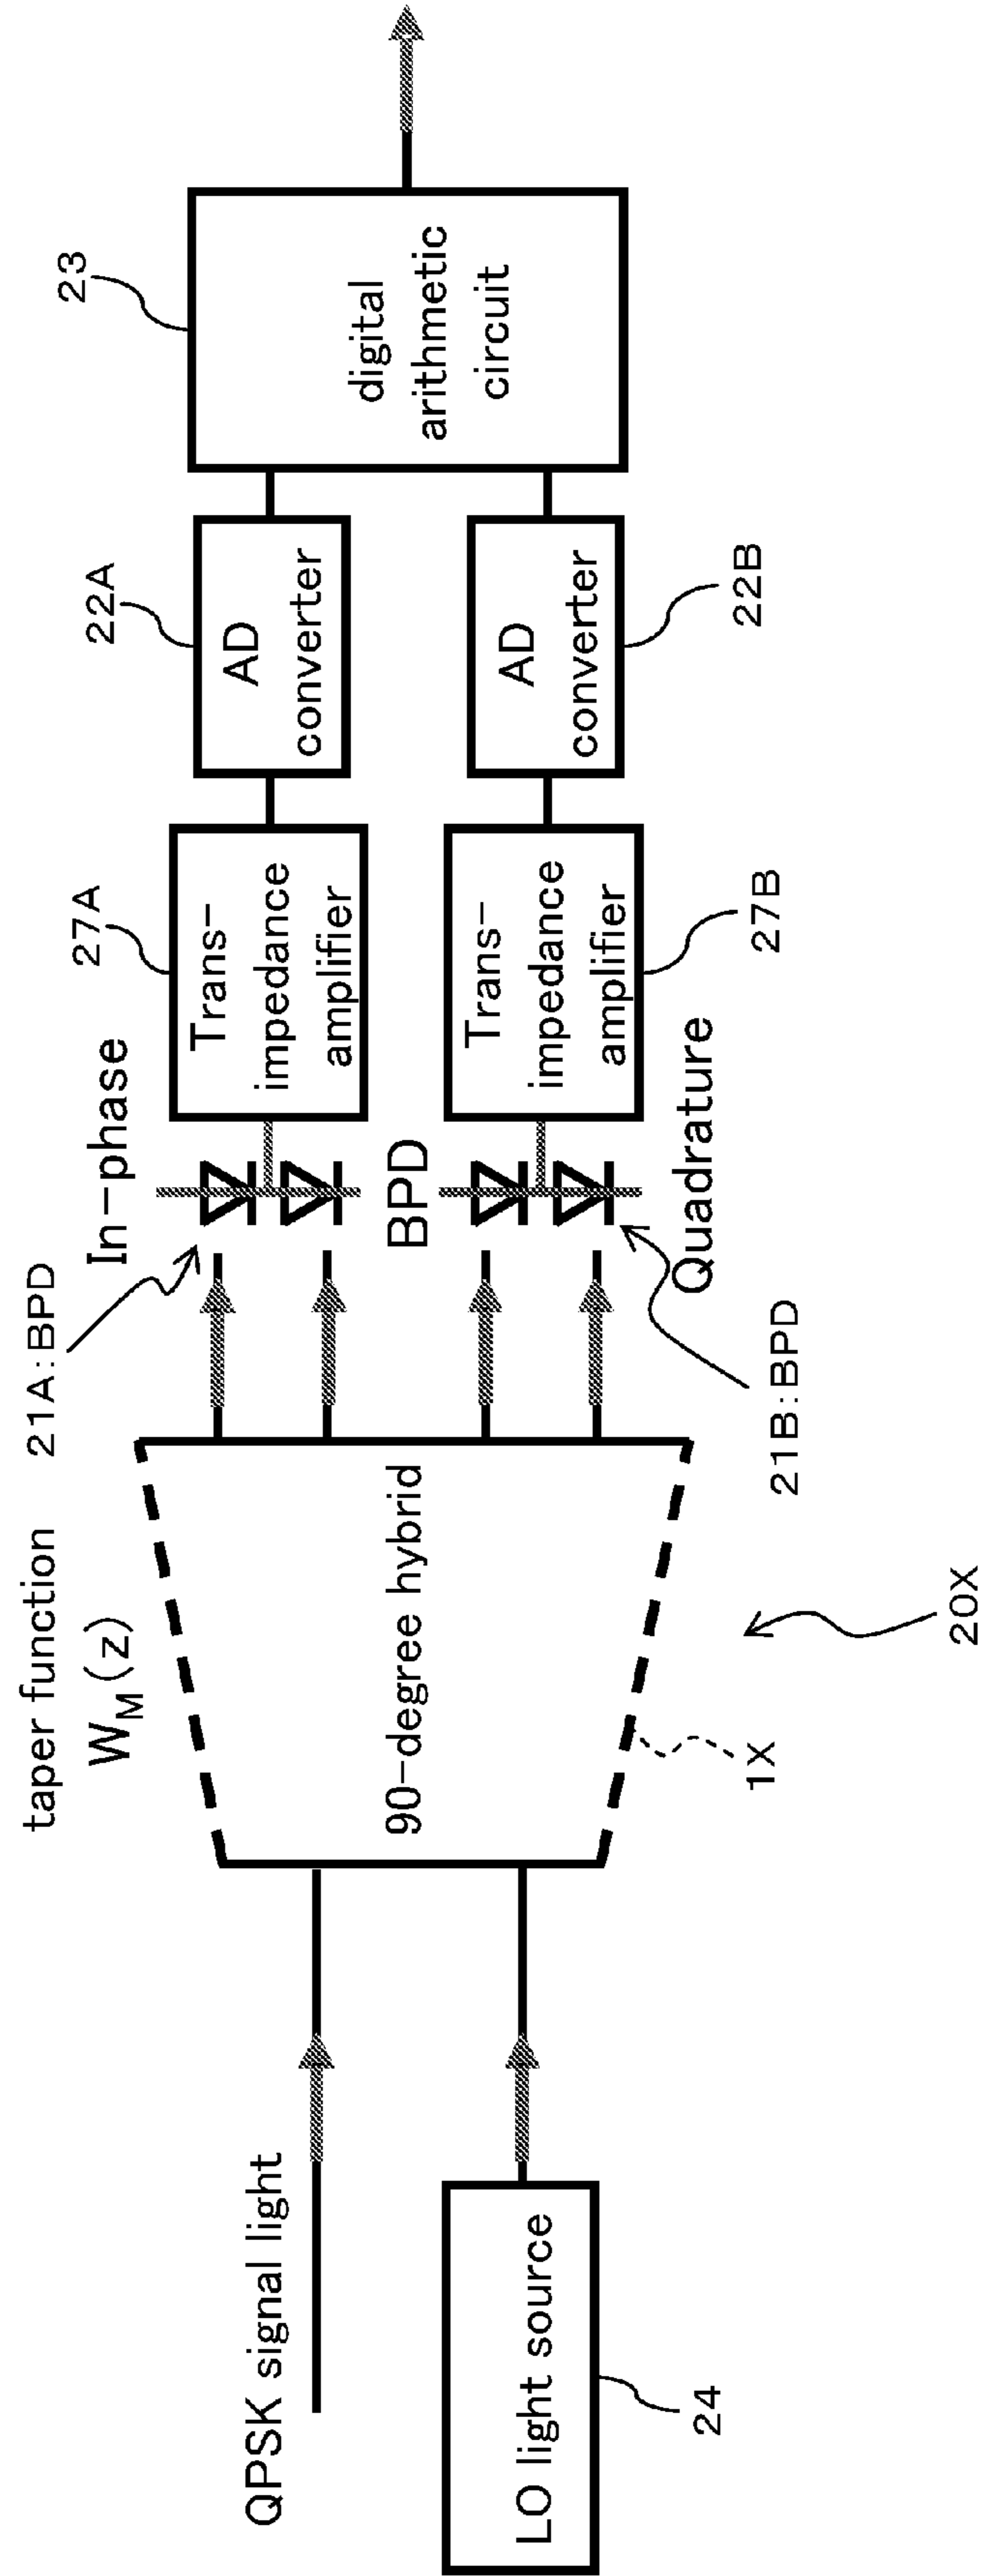 QPSK signal light
LO light source
24
taper function
W_M(z)
90-degree hybrid
1X
20X
21A:BPD
In-phase
BPD
Quadrature
21B:BPD
27A
Trans-
impedance
amplifier
Trans-
impedance
amplifier
27B
22A
AD
converter
AD
converter
22B
23
digital
arithmetic
circuit